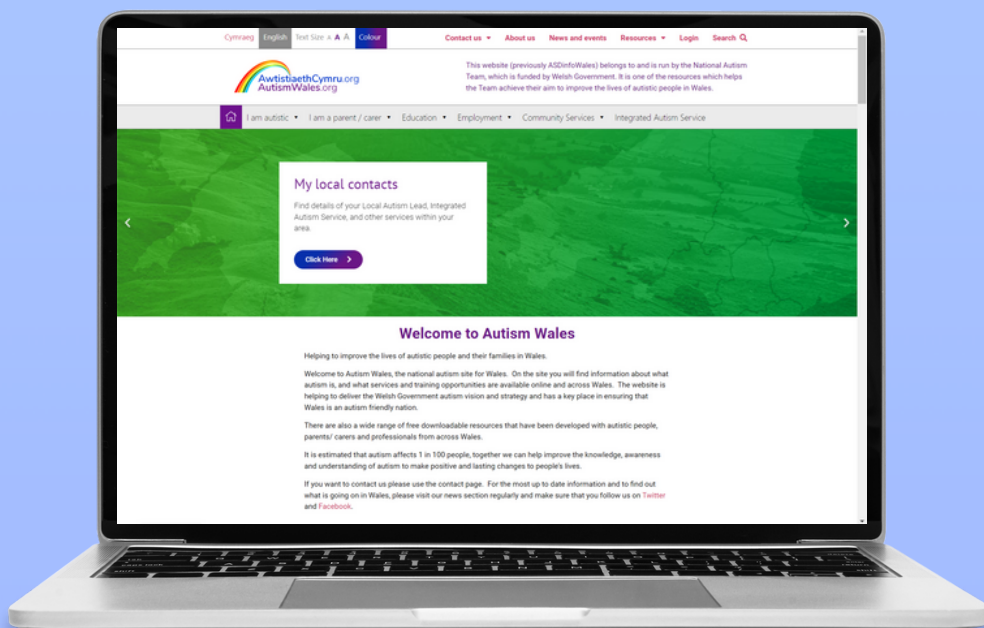 Cymraeg English Text Size A A A Colour Contact us About us News and events Resources Login Search
AwtistiaethCymru.org
AutismWales.org
This website (previously ASDinfoWales) belongs to and is run by the National Autism
Team, which is funded by Welsh Government. It is one of the resources which helps
the Team achieve their aim to improve the lives of autistic people in Wales.
I am autistic I am a parent / carer Education Employment Community Services Integrated Autism Service
My local contacts
Find details of your Local Autism Lead, Integrated
Autism Service, and other services within your
area.
Click Here
Welcome to Autism Wales
Helping to improve the lives of autistic people and their families in Wales.
Welcome to Autism Wales, the national autism site for Wales. On the site you will find information about what
autism is, and what services and training opportunities are available online and across Wales. The website is
helping to deliver the Welsh Government autism vision and strategy and has a key place in ensuring that
Wales is an autism friendly nation.
There are also a wide range of free downloadable resources that have been developed with autistic people,
parents/ carers and professionals from across Wales.
It is estimated that autism affects 1 in 100 people, together we can help improve the knowledge, awareness
and understanding of autism to make positive and lasting changes to people's lives.
If you want to contact us please use the contact page. For the most up to date information and to find out
what is going on in Wales, please visit our news section regularly and make sure that you follow us on Twitter
and Facebook.